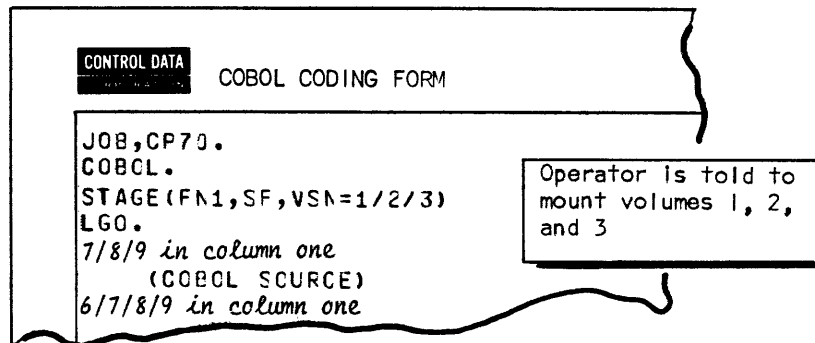 CONTROL DATA
COBOL CODING FORM
JOB,CP70.
COBOL.
STAGE(FN1,SF,VSN=1/2/3)
LGO.
7/8/9 in column one
(COBOL SOURCE)
6/7/8/9 in column one
Operator is told to
mount volumes 1, 2,
and 3